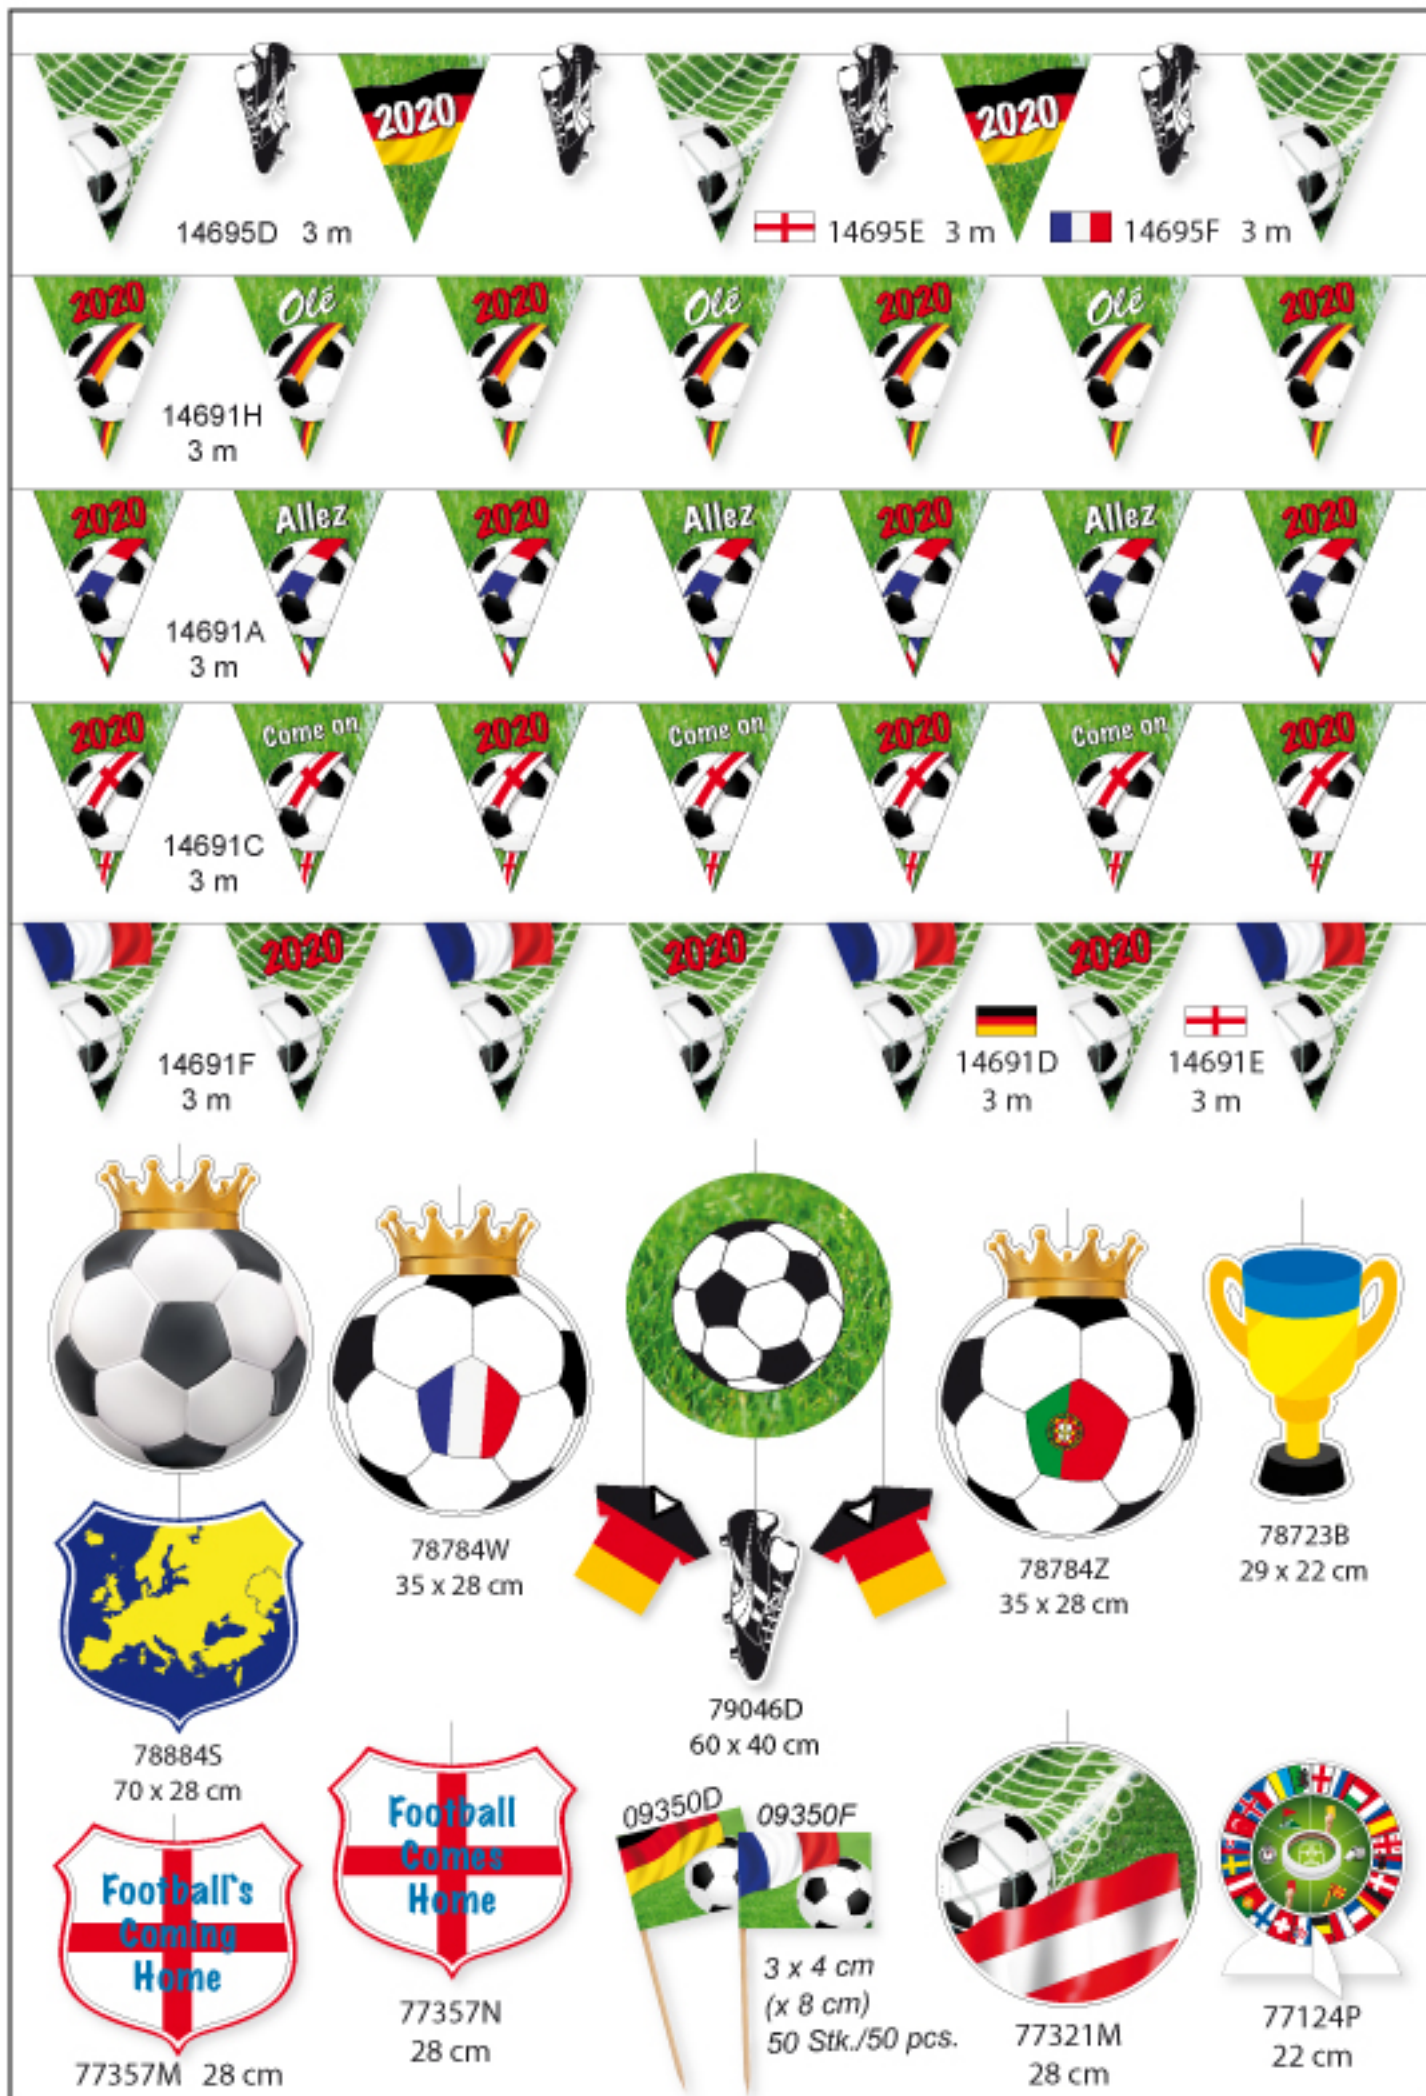 2020 2020
14695D 3 m 14695E 3 m 14695F 3 m
2020 Olé 2020 Olé 2020 Olé 2020
14691H
3 m
2020 Allez 2020 Allez 2020 Allez 2020
14691A
3 m
2020 Come on 2020 Come on 2020 Come on 2020
14691C
3 m
2020 2020 2020
14691F
3 m
14691D
3 m
14691E
3 m
78784W
35 x 28 cm
78784Z
35 x 28 cm
78723B
29 x 22 cm
79046D
60 x 40 cm
78884S
70 x 28 cm
Football's
Coming
Home
77357M 28 cm
Football
Comes
Home
77357N
28 cm
09350D 09350F
3 x 4 cm
(x 8 cm)
50 Stk./50 pcs.
77321M
28 cm
77124P
22 cm